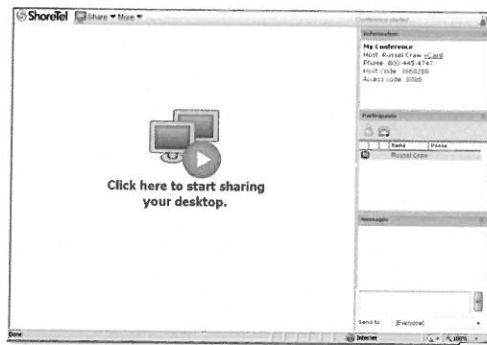 ShoreTel Share More
Conference started
Information
My Conference
Host: Russel Craw vCard
Phone: 800-445-4747
Host code:
Access code:
Participants
Name Phone
Russel Craw
Click here to start sharing
your desktop.
Messages
Send to: (Everyone)
Done
Internet
100%